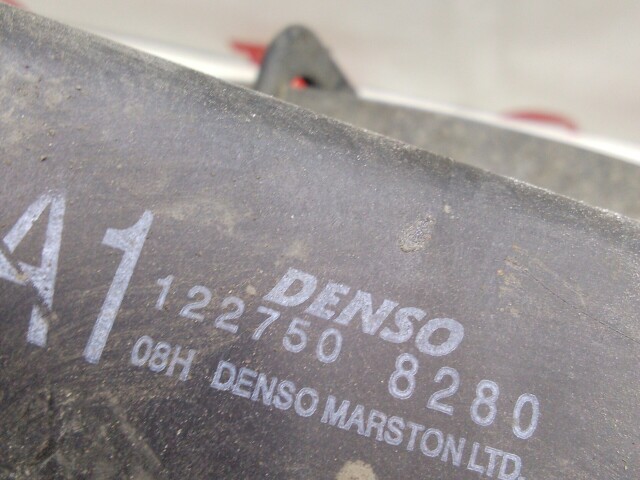 A1
DENSO
122750 8280
08H DENSO MARSTON LTD.